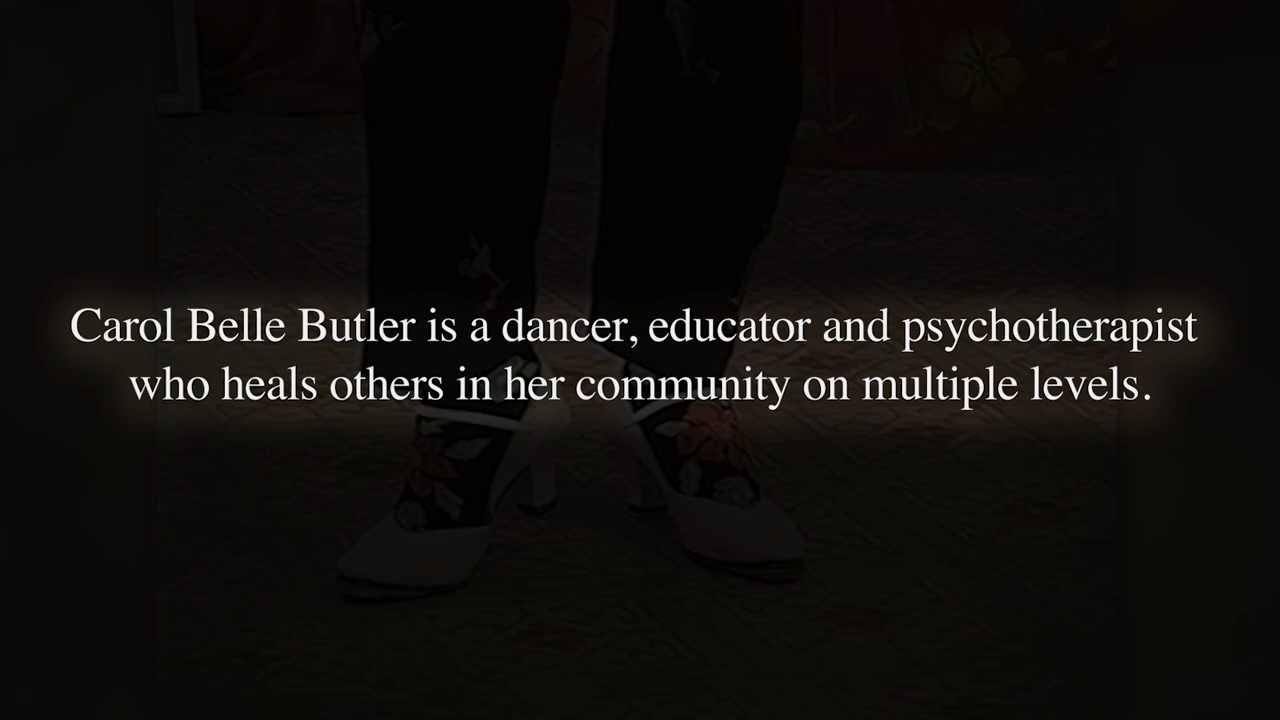 Carol Belle Butler is a dancer, educator and psychotherapist
who heals others in her community on multiple levels.